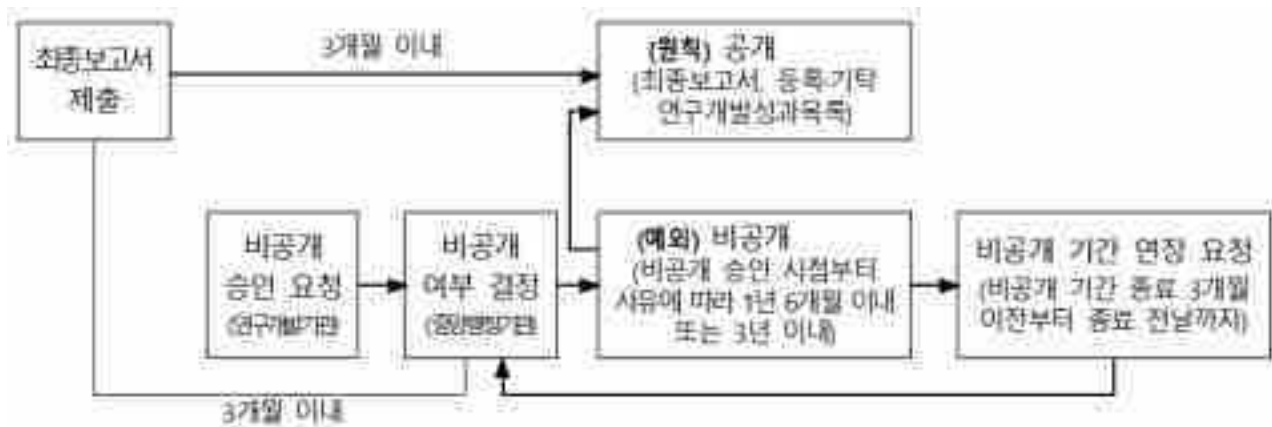 최종보고서
제출
3개월 이내
(원칙) 공개
(최종보고서, 등록·기탁
연구개발성과목록)
비공개
승인 요청
(연구개발기관)
비공개
여부 결정
(중앙행정기관)
(예외) 비공개
(비공개 승인 시점부터
사유에 따라 1년 6개월 이내
또는 3년 이내)
비공개 기간 연장 요청
(비공개 기간 종료 3개월
이전부터 종료 전날까지)
3개월 이내